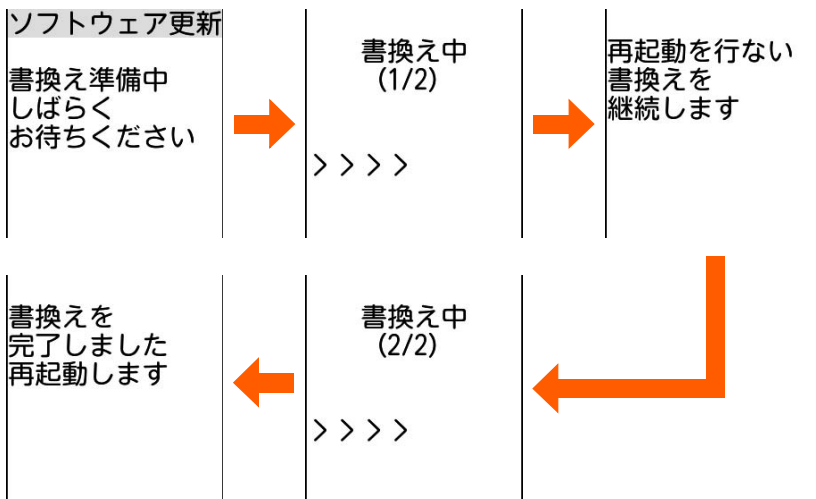 ソフトウェア更新
書換え準備中
しばらく
お待ちください
書換え中
(1/2)
>>>>
再起動を行ない
書換えを
継続します
書換え中
(2/2)
>>>>
書換えを
完了しました
再起動します